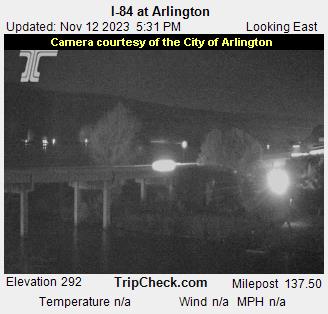 I-84 at Arlington
Updated: Nov 12 2023 5:31 PM Looking East
Camera courtesy of the City of Arlington
Elevation 292 TripCheck.com Milepost 137.50
Temperature n/a Wind n/a MPH n/a